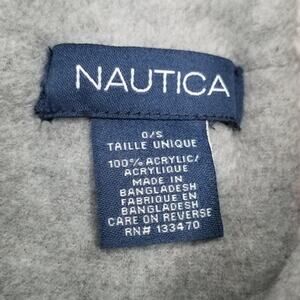 NAUTICA
O/S
TAILLE UNIQUE
100% ACRYLIC/
ACRYLIQUE
MADE IN
BANGLADESH
FABRIQUE EN
BANGLADESH
CARE ON REVERSE
RN# 133470